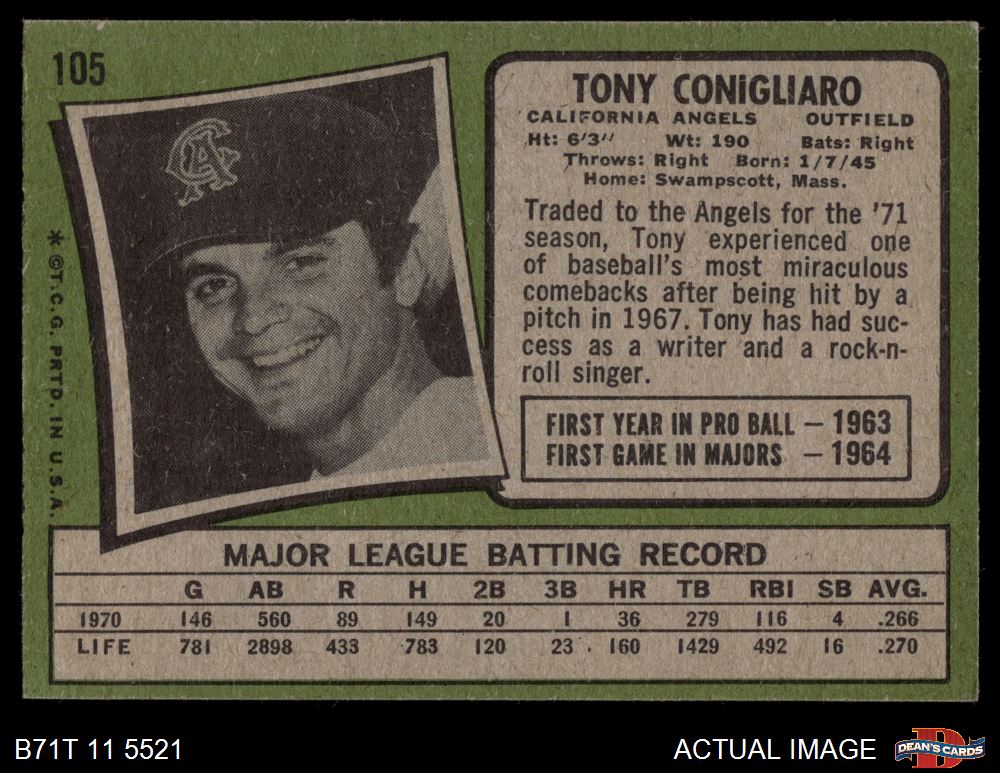 105
TONY CONIGLIARO
CALIFORNIA ANGELS OUTFIELD
Ht: 6'3" Wt: 190 Bats: Right
Throws: Right Born: 1/7/45
Home: Swampscott, Mass.
Traded to the Angels for the '71
season, Tony experienced one
of baseball's most miraculous
comebacks after being hit by a
pitch in 1967. Tony has had suc-
cess as a writer and a rock-n-
roll singer.
FIRST YEAR IN PRO BALL – 1963
FIRST GAME IN MAJORS – 1964
CA
* ©T.C.G. PRTD. IN U.S.A.
MAJOR LEAGUE BATTING RECORD
G AB R H 2B 3B HR TB RBI SB AVG.
1970 146 560 89 149 20 1 36 279 116 4 .266
LIFE 781 2898 433 783 120 23 160 1429 492 16 .270
B71T 11 5521
ACTUAL IMAGE
D
DEAN'S CARDS